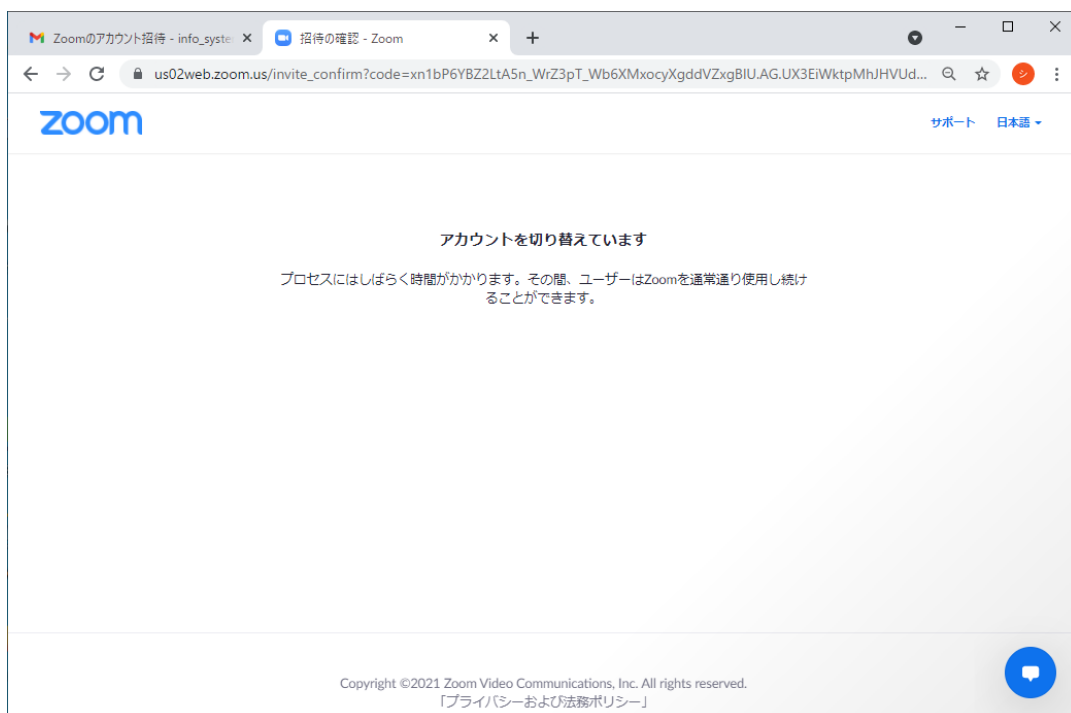 Zoomのアカウント招待 - info_syste
招待の確認 - Zoom
us02web.zoom.us/invite_confirm?code=xn1bP6YBZ2LtA5n_WrZ3pT_Wb6XMxocyXgddVZxgBIU.AG.UX3EiWktpMhJHVUd...
シ
zoom
サポート
日本語
アカウントを切り替えています
プロセスにはしばらく時間がかかります。その間、ユーザーはZoomを通常通り使用し続け
ることができます。
Copyright ©2021 Zoom Video Communications, Inc. All rights reserved.
「プライバシーおよび法務ポリシー」